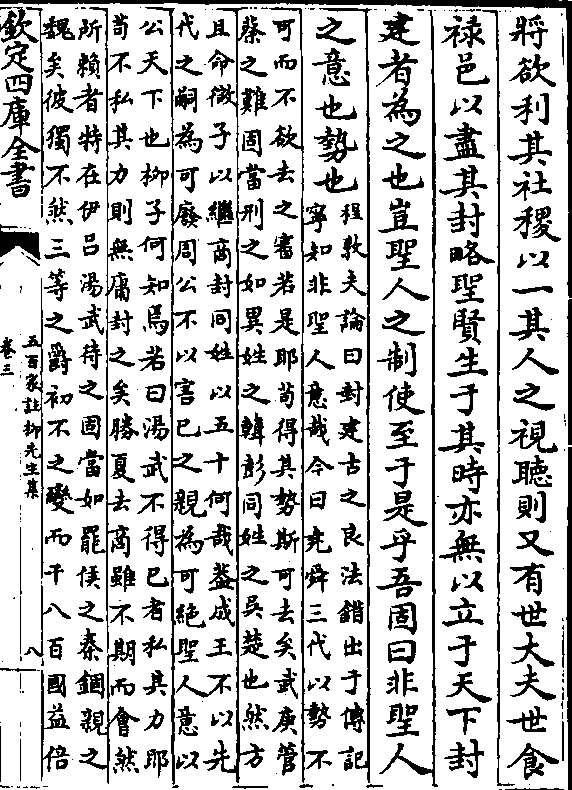 將欲利其社稷以一其人之視聽則又有世大夫世食
祿邑以盡其封略聖賢生于其時亦無以立于天下封
建者為之也豈聖人之制使至于是乎吾固曰非聖人
之意也勢也
程敦夫論曰封建古之良法錯出于傳記
寧知非聖人意哉今曰堯舜三代以勢不
可而不欲去之審若是耶苟得其勢斯可去矣武庚管
蔡之難固當刑之如異姓之韓彭同姓之吳楚也然方
且命微子以繼商封同姓以五十何哉蓋成王不以先
代之嗣為可廢周公不以害已之親為可絕聖人意以
公天下也柳子何知焉若曰湯武不得已者私其力耶
苟不私其力則無庸封之矣勝夏去商雖不期而會然
所賴者特在伊呂湯武待之固當如罷侯之秦錮親之
魏矣彼獨不然三等之爵初不之變而千八百國益倍
欽定四庫全書
五百家註柳先生集
卷三
八